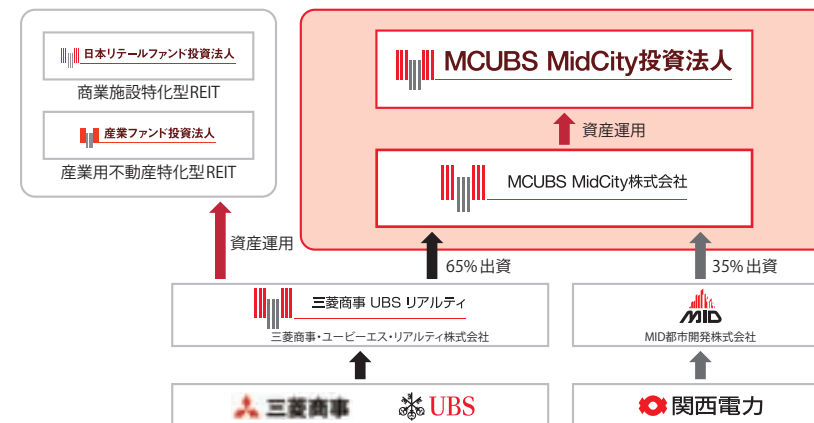 日本リテールファンド投資法人
商業施設特化型REIT
産業ファンド投資法人
産業用不動産特化型REIT
MCUBS MidCity投資法人
資産運用
MCUBS MidCity株式会社
資産運用
65%出資
35%出資
三菱商事 UBS リアルティ
三菱商事・ユービーエス・リアルティ株式会社
MID
MID都市開発株式会社
三菱商事
UBS
関西電力